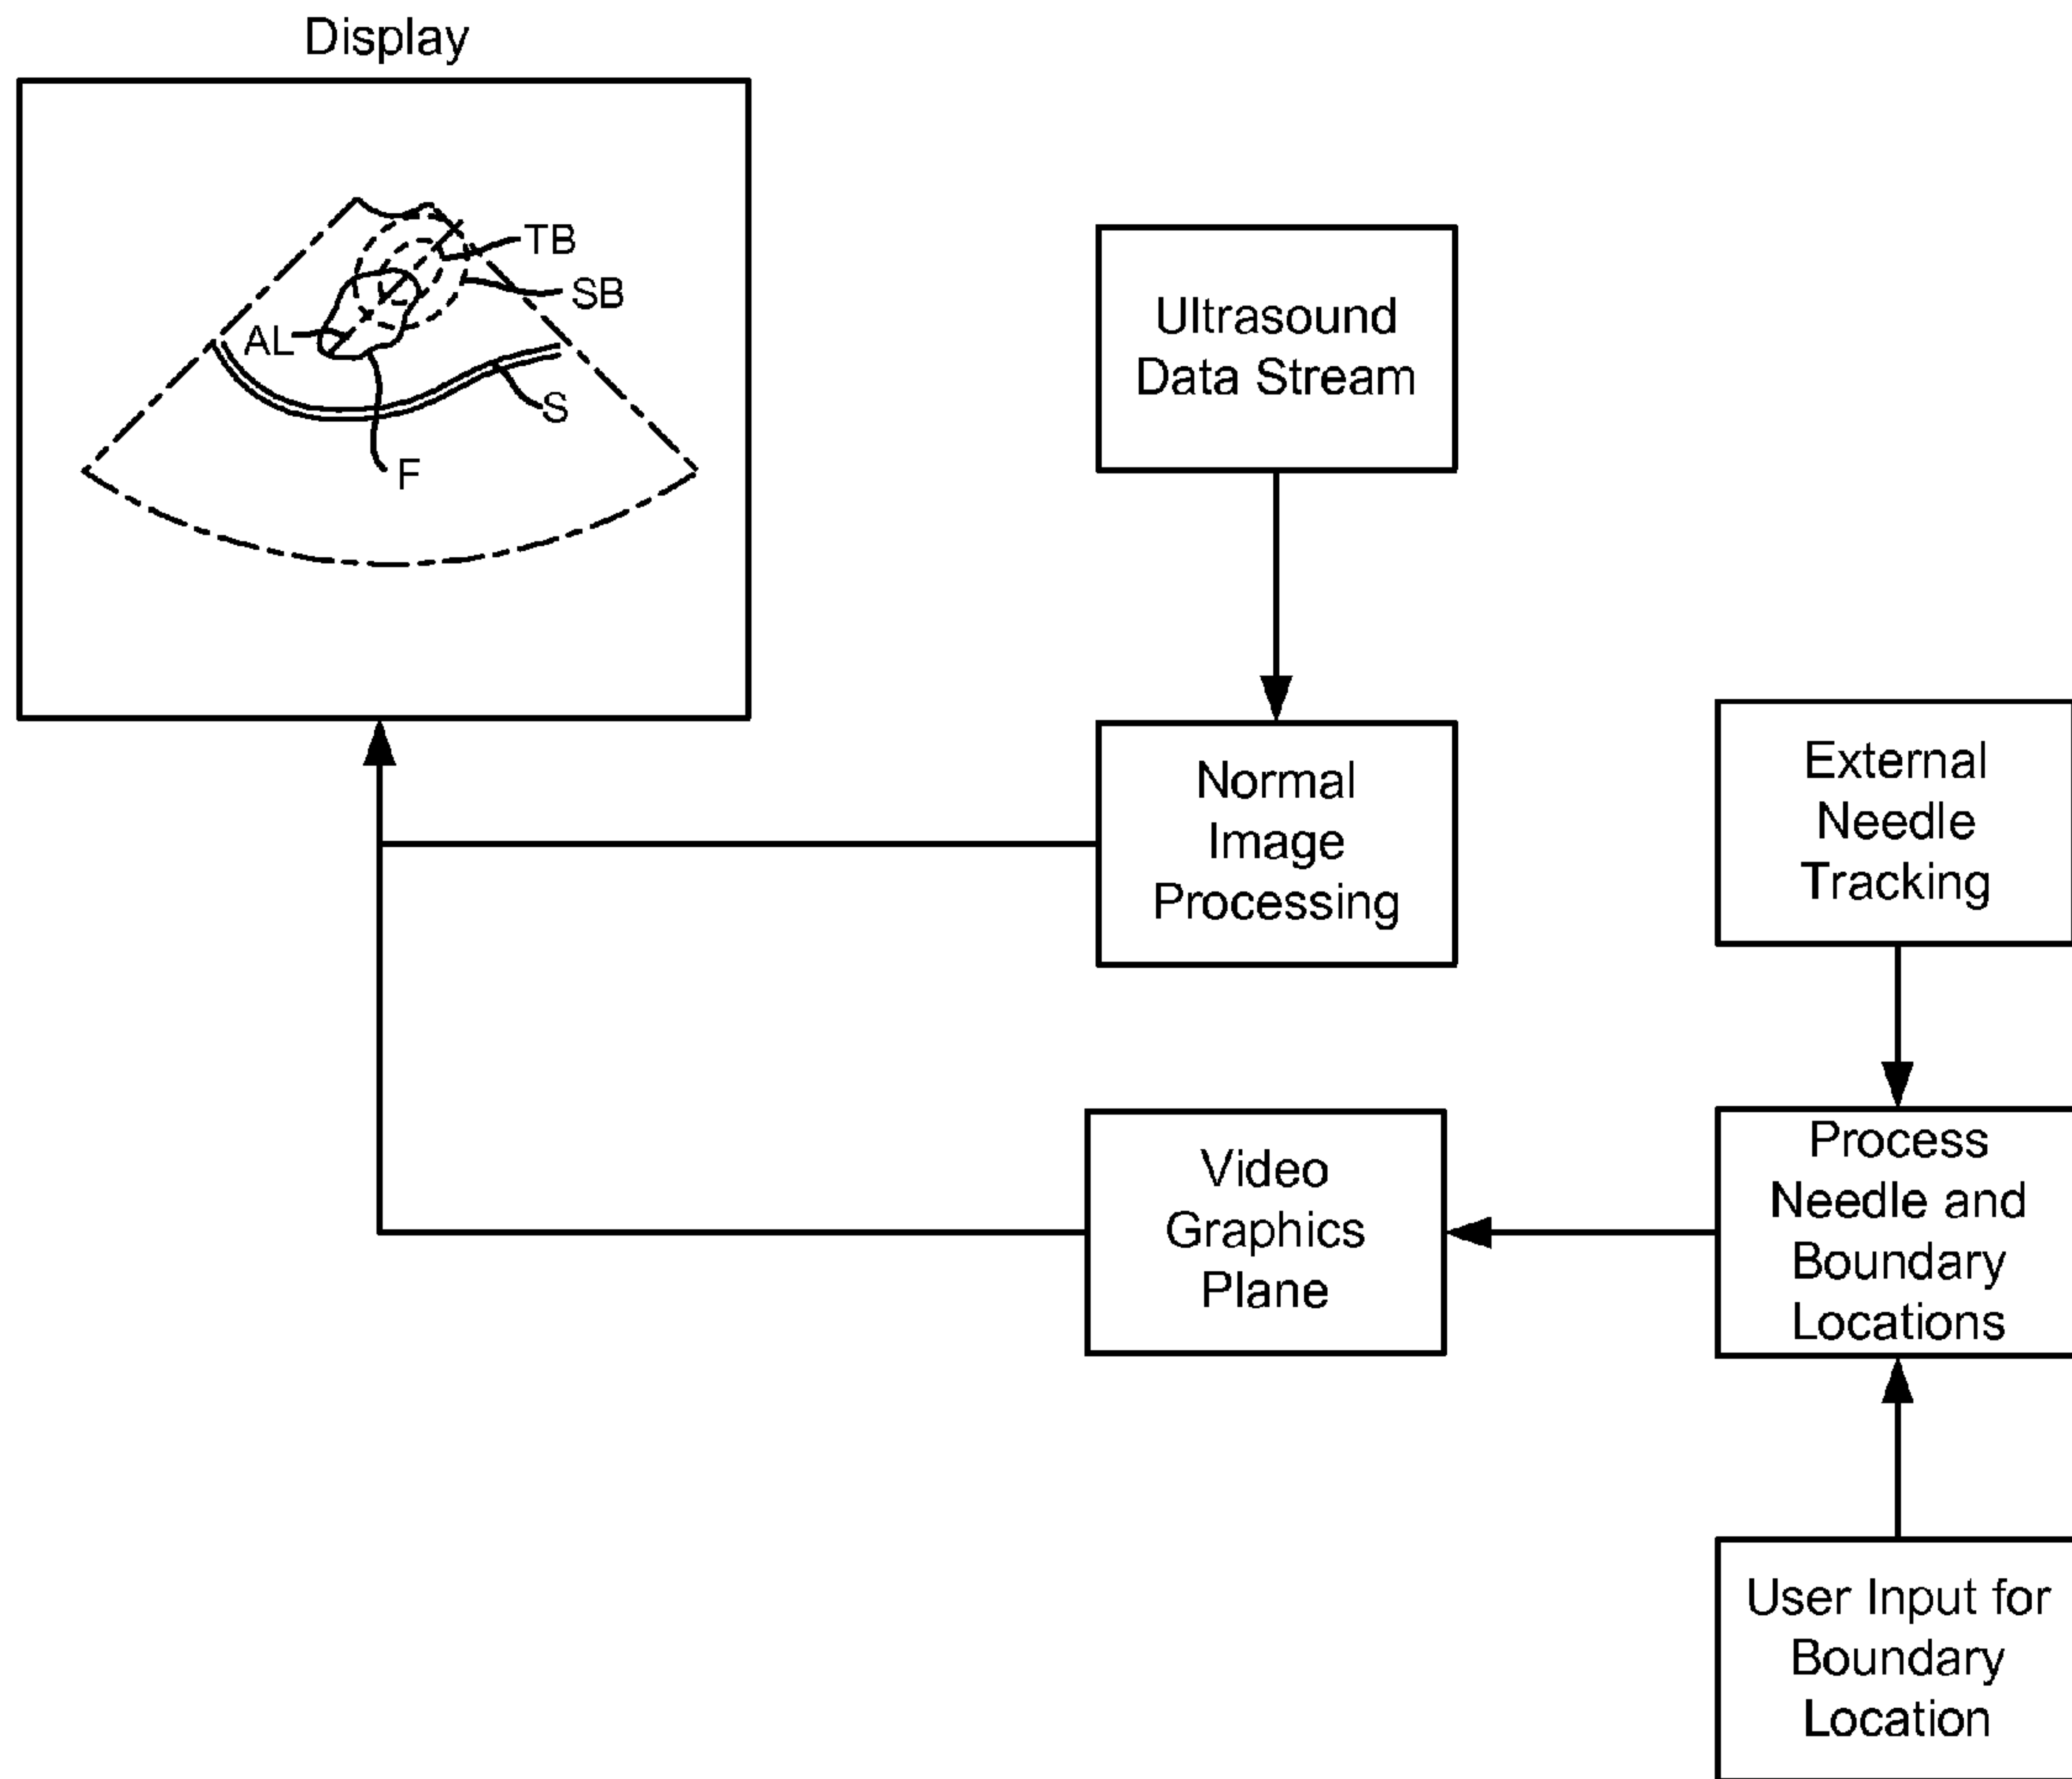 Display
TB
SB
AL
S
F
Ultrasound
Data Stream
Normal
Image
Processing
External
Needle
Tracking
Video
Graphics
Plane
Process
Needle and
Boundary
Locations
User Input for
Boundary
Location